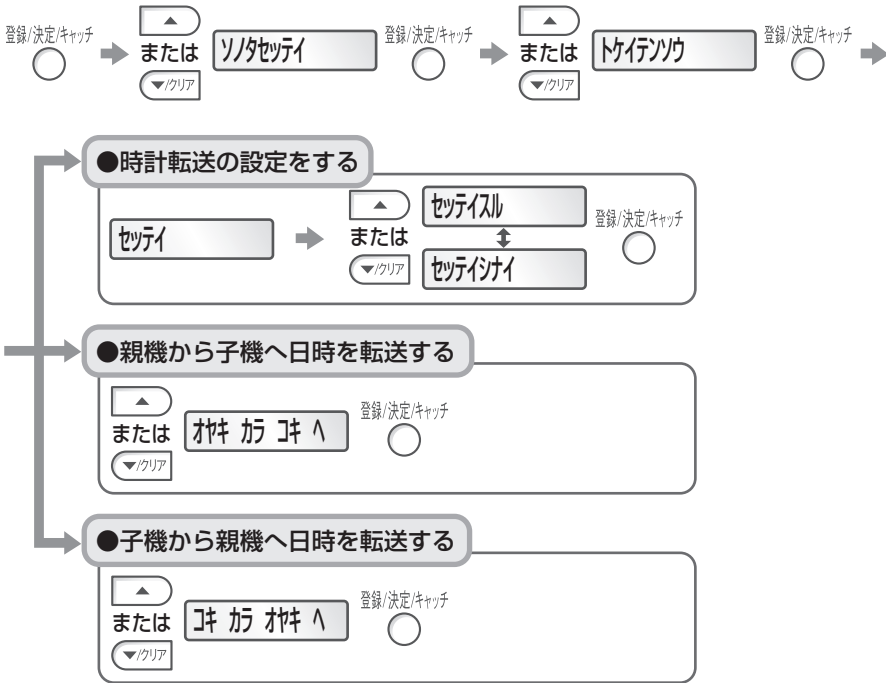 登録/決定/キャッチ ▲ または ▼/クリア ソノタセッテイ 登録/決定/キャッチ ▲ または ▼/クリア トケイテンソウ 登録/決定/キャッチ
●時計転送の設定をする
セッテイ ▲ または ▼/クリア セッテイスル セッテイシナイ 登録/決定/キャッチ
●親機から子機へ日時を転送する
▲ または ▼/クリア オヤキ カラ コキ ヘ 登録/決定/キャッチ
●子機から親機へ日時を転送する
▲ または ▼/クリア コキ カラ オヤキ ヘ 登録/決定/キャッチ